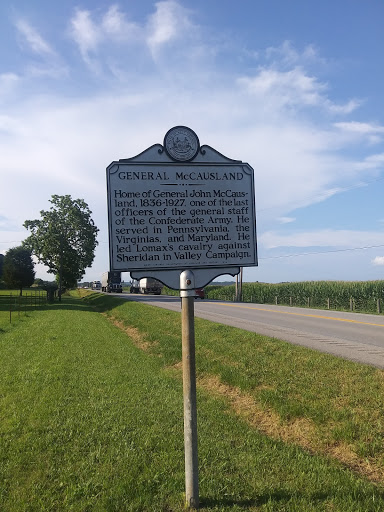 GENERAL McCAUSLAND
Home of General John McCaus-
land, 1836-1927, one of the last
officers of the general staff
of the Confederate Army. He
served in Pennsylvania, the
Virginias, and Maryland. He
led Lomax's cavalry against
Sheridan in Valley Campaign.